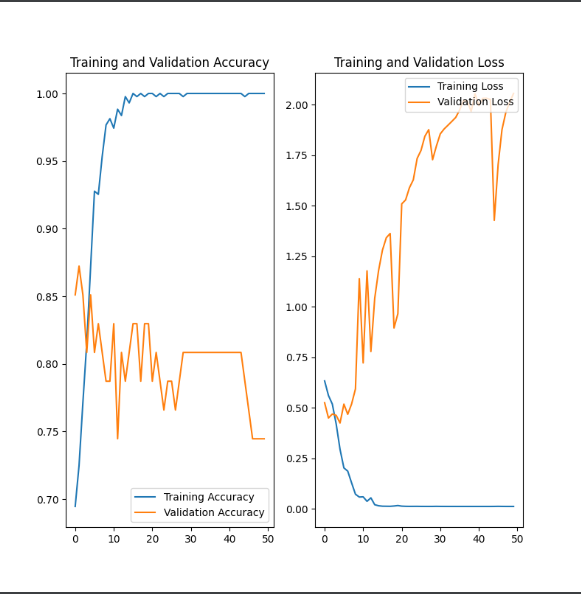 Training and Validation Accuracy
1.00
0.95
0.90
0.85
0.80
0.75
0.70
Training Accuracy
Validation Accuracy
0 10 20 30 40 50
Training and Validation Loss
Training Loss
Validation Loss
2.00
1.75
1.50
1.25
1.00
0.75
0.50
0.25
0.00
0 10 20 30 40 50